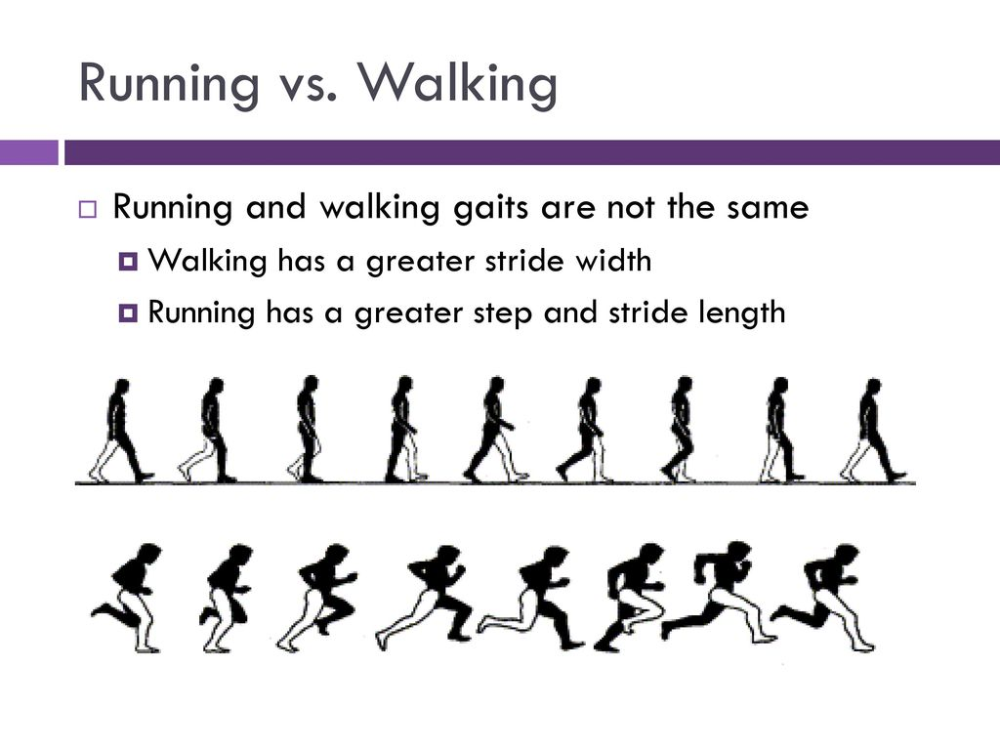 Running vs. Walking
Running and walking gaits are not the same
Walking has a greater stride width
Running has a greater step and stride length